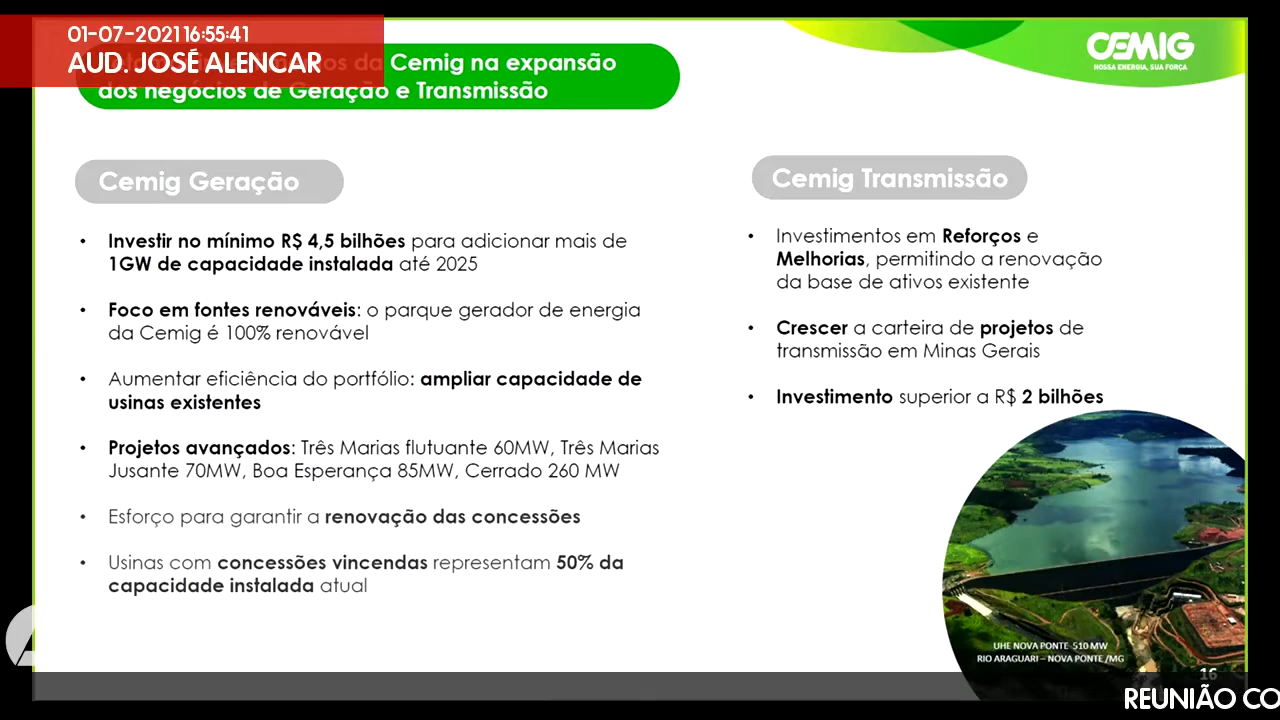 01-07-2021 16:55:41
AUD. JOSÉ ALENCAR
da Cemig na expansão
dos negócios de Geração e Transmissão
CEMIG
NOSSA ENERGIA, SUA FORÇA
Cemig Geração
• Investir no mínimo R$ 4,5 bilhões para adicionar mais de
1GW de capacidade instalada até 2025
• Foco em fontes renováveis: o parque gerador de energia
da Cemig é 100% renovável
• Aumentar eficiência do portfólio: ampliar capacidade de
usinas existentes
• Projetos avançados: Três Marias flutuante 60MW, Três Marias
Jusante 70MW, Boa Esperança 85MW, Cerrado 260 MW
• Esforço para garantir a renovação das concessões
• Usinas com concessões vincendas representam 50% da
capacidade instalada atual
Cemig Transmissão
• Investimentos em Reforços e
Melhorias, permitindo a renovação
da base de ativos existente
• Crescer a carteira de projetos de
transmissão em Minas Gerais
• Investimento superior a R$ 2 bilhões
UHE NOVA PONTE 510 MW
RIO ARAGUARI – NOVA PONTE /MG
16
REUNIÃO CO